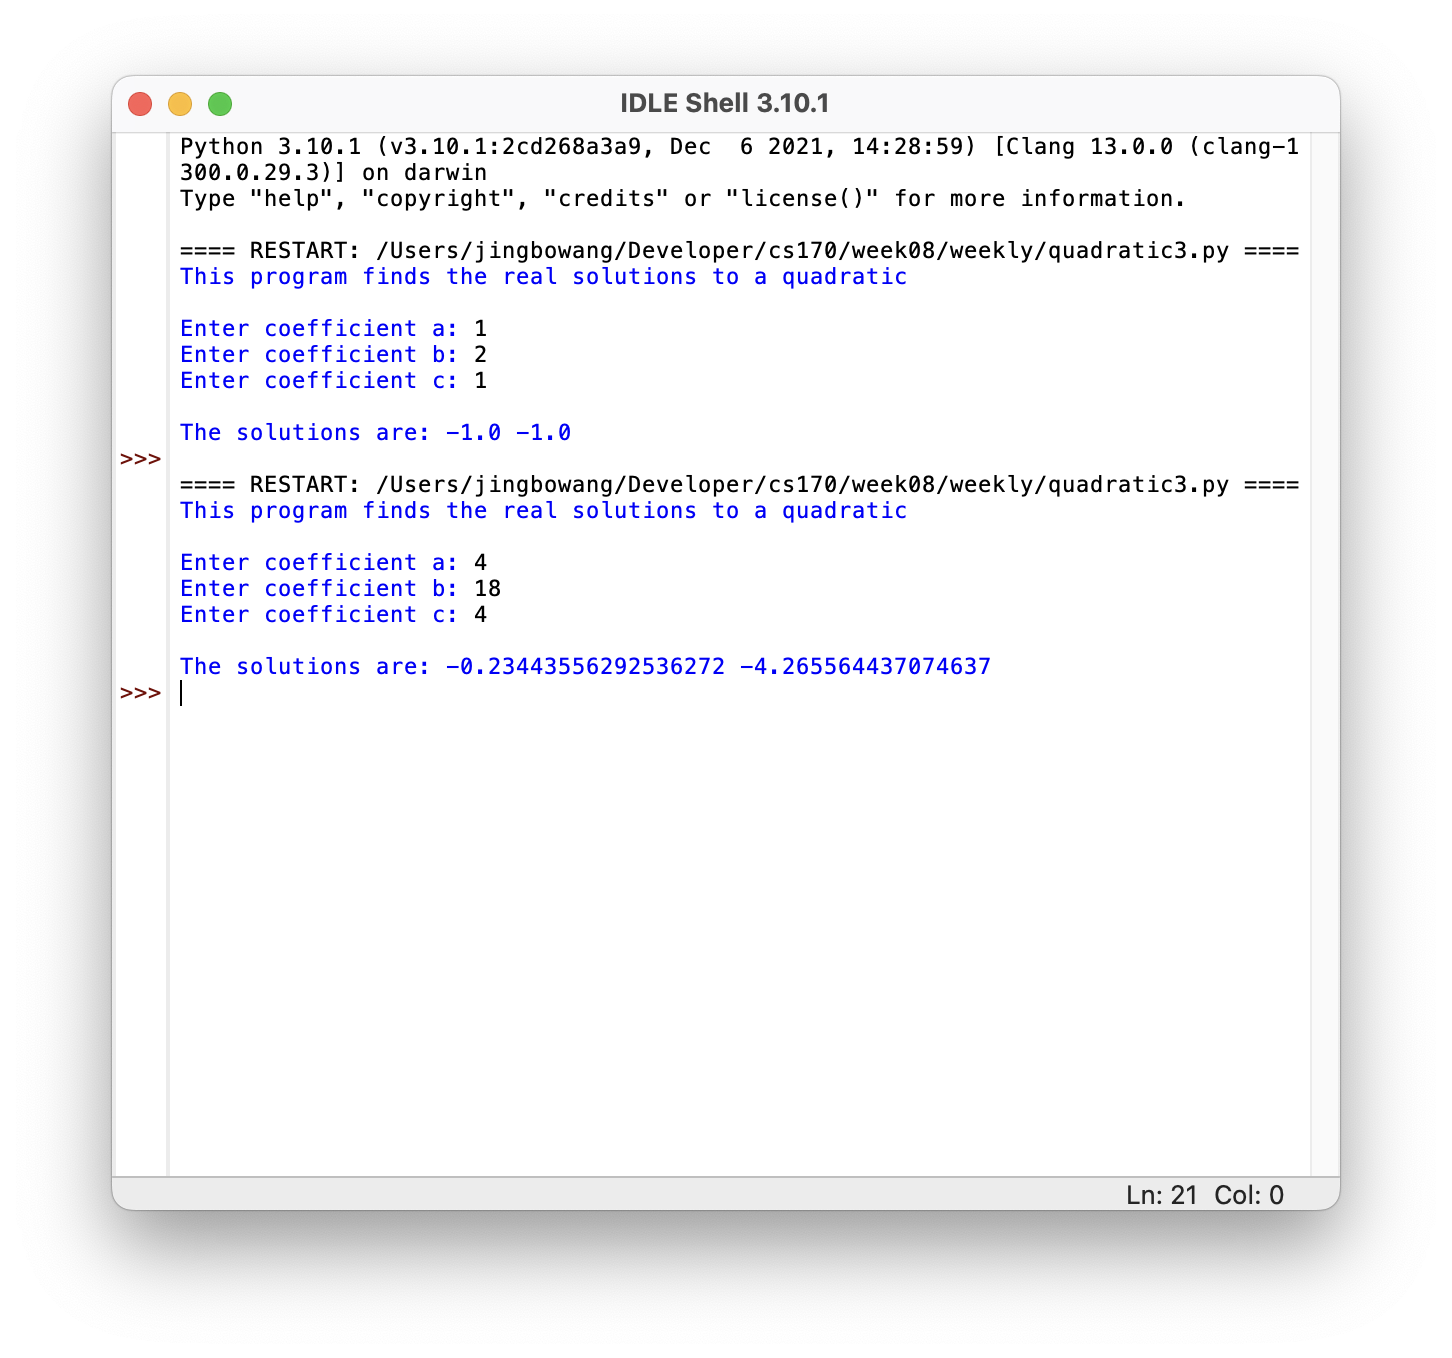 IDLE Shell 3.10.1
Python 3.10.1 (v3.10.1:2cd268a3a9, Dec  6 2021, 14:28:59) [Clang 13.0.0 (clang-1
300.0.29.3)] on darwin
Type "help", "copyright", "credits" or "license()" for more information.
==== RESTART: /Users/jingbowang/Developer/cs170/week08/weekly/quadratic3.py ====
This program finds the real solutions to a quadratic
Enter coefficient a: 1
Enter coefficient b: 2
Enter coefficient c: 1
The solutions are: -1.0 -1.0
>>>
==== RESTART: /Users/jingbowang/Developer/cs170/week08/weekly/quadratic3.py ====
This program finds the real solutions to a quadratic
Enter coefficient a: 4
Enter coefficient b: 18
Enter coefficient c: 4
The solutions are: -0.23443556292536272 -4.265564437074637
>>>
Ln: 21 Col: 0